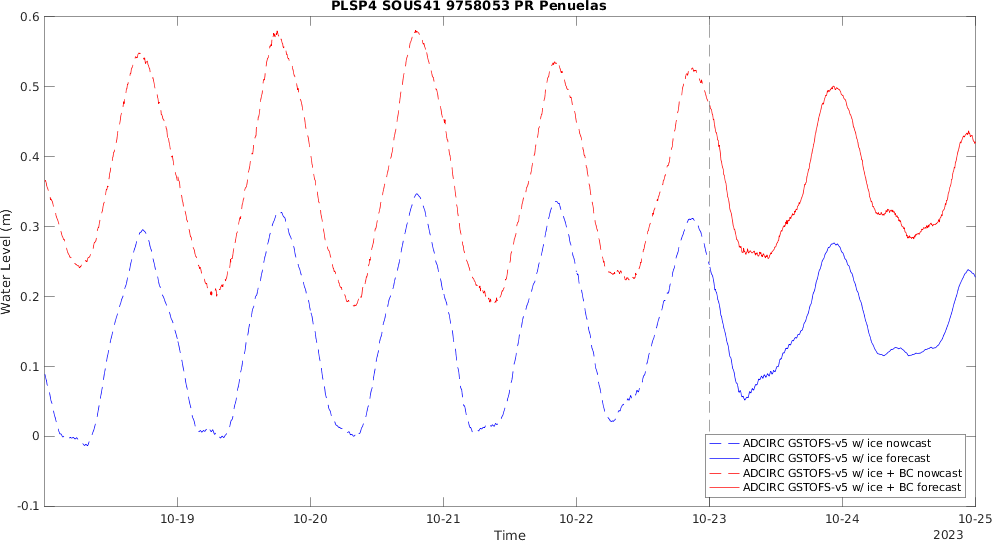 PLSP4 SOUS41 9758053 PR Penuelas
0.6
0.5
0.4
0.3
0.2
0.1
0
-0.1
Water Level (m)
10-19
10-20
10-21
10-22
10-23
10-24
10-25
Time
2023
ADCIRC GSTOFS-v5 w/ ice nowcast
ADCIRC GSTOFS-v5 w/ ice forecast
ADCIRC GSTOFS-v5 w/ ice + BC nowcast
ADCIRC GSTOFS-v5 w/ ice + BC forecast